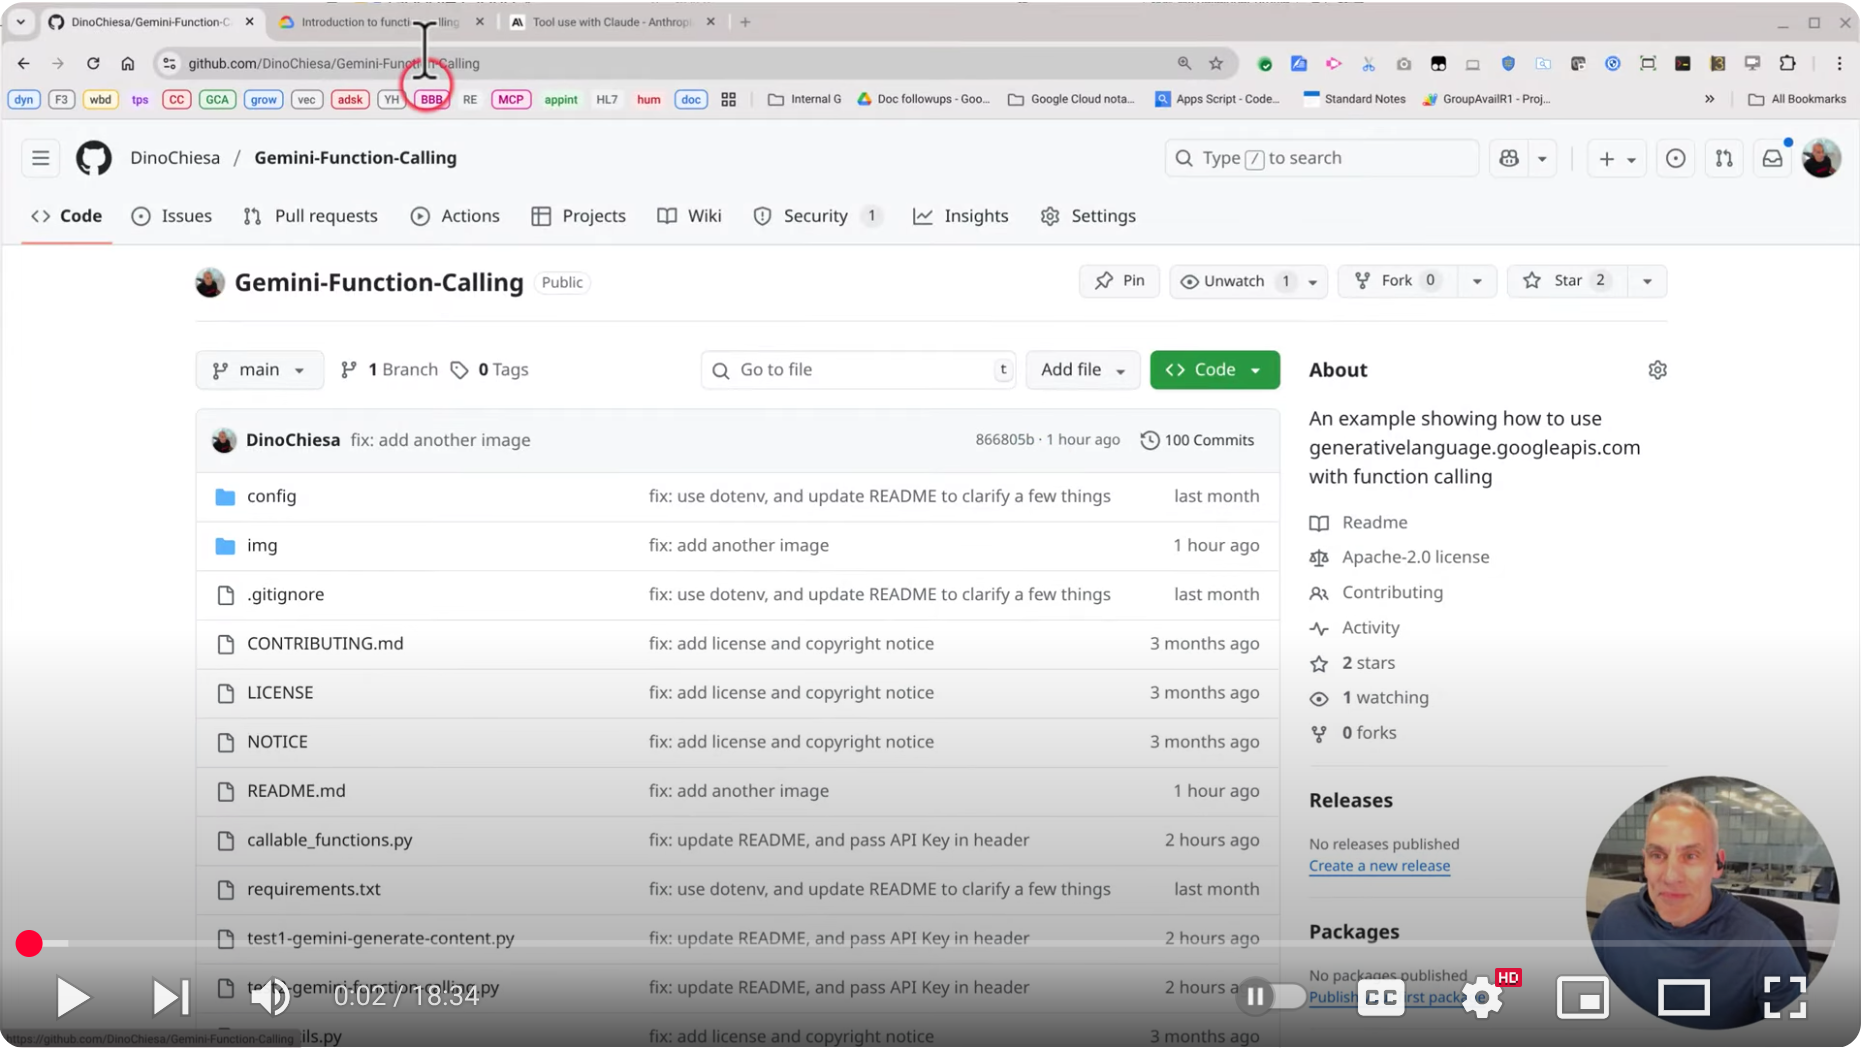 DinoChiesa/Gemini-Function-C
Introduction to functi lling
Tool use with Claude - Anthrop
github.com/DinoChiesa/Gemini-Function-Calling
dyn F3 wbd tps CC GCA grow vec adsk YH BBB RE MCP appint HL7 hum doc Internal G Doc followups - Goo... Google Cloud nota... Apps Script - Code... Standard Notes GroupAvailR1 - Proj... » All Bookmarks
DinoChiesa / Gemini-Function-Calling
Type / to search
Code Issues Pull requests Actions Projects Wiki Security 1 Insights Settings
Gemini-Function-Calling Public
Pin Unwatch 1 Fork 0 Star 2
main 1 Branch 0 Tags
Go to file t Add file Code
DinoChiesa fix: add another image 866805b · 1 hour ago 100 Commits
config fix: use dotenv, and update README to clarify a few things last month
img fix: add another image 1 hour ago
.gitignore fix: use dotenv, and update README to clarify a few things last month
CONTRIBUTING.md fix: add license and copyright notice 3 months ago
LICENSE fix: add license and copyright notice 3 months ago
NOTICE fix: add license and copyright notice 3 months ago
README.md fix: add another image 1 hour ago
callable_functions.py fix: update README, and pass API Key in header 2 hours ago
requirements.txt fix: use dotenv, and update README to clarify a few things last month
test1-gemini-generate-content.py fix: update README, and pass API Key in header 2 hours ago
fix: update README, and pass API Key in header 2 hours ago
ils.py fix: add license and copyright notice 3 months ago
About
An example showing how to use
generativelanguage.googleapis.com
with function calling
Readme
Apache-2.0 license
Contributing
Activity
2 stars
1 watching
0 forks
Releases
No releases published
Create a new release
Packages
No packages published
Publish first package
0:02 / 18:34
CC
HD
https://github.com/DinoChiesa/Gemini-Function-Calling